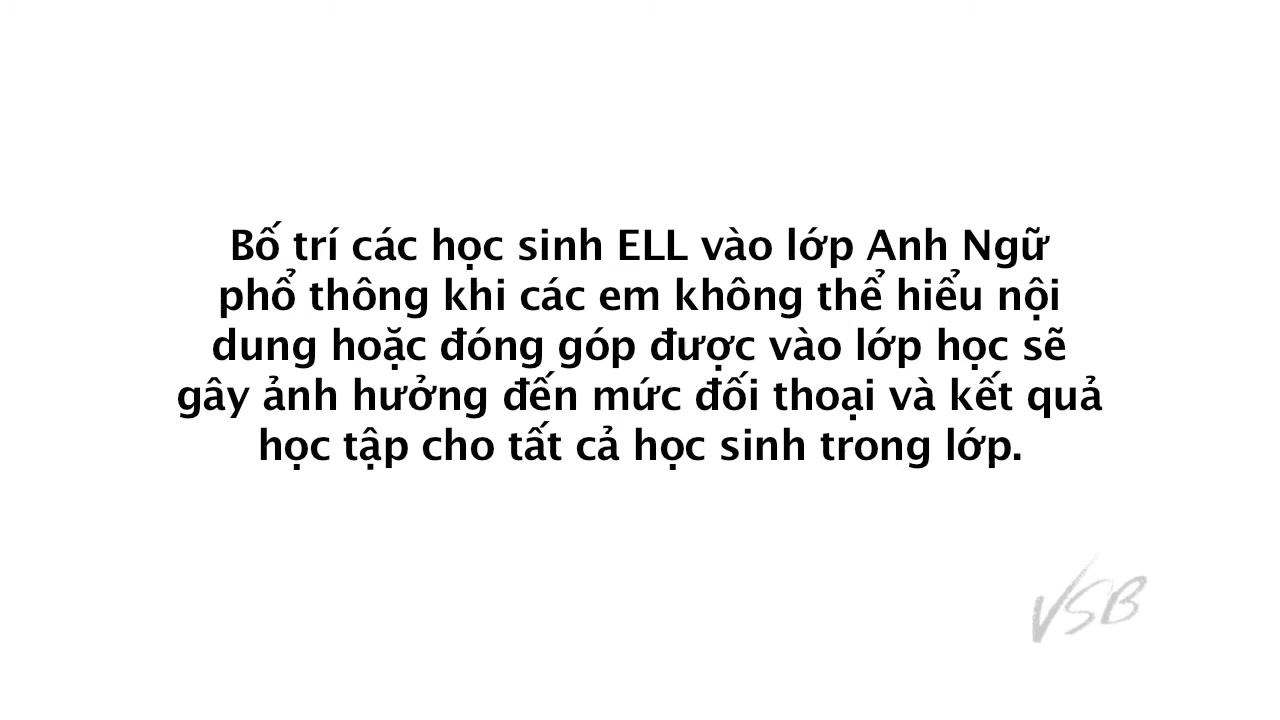 Bố trí các học sinh ELL vào lớp Anh Ngữ
phổ thông khi các em không thể hiểu nội
dung hoặc đóng góp được vào lớp học sẽ
gây ảnh hưởng đến mức đối thoại và kết quả
học tập cho tất cả học sinh trong lớp.
VSB